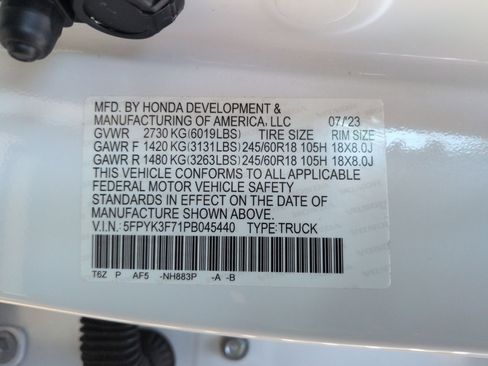 MFD. BY HONDA DEVELOPMENT &
MANUFACTURING OF AMERICA, LLC 07/23
GVWR 2730 KG(6019LBS) TIRE SIZE RIM SIZE
GAWR F 1420 KG(3131LBS) 245/60R18 105H 18X8.0J
GAWR R 1480 KG(3263LBS) 245/60R18 105H 18X8.0J
THIS VEHICLE CONFORMS TO ALL APPLICABLE
FEDERAL MOTOR VEHICLE SAFETY
STANDARDS IN EFFECT ON THE DATE OF
MANUFACTURE SHOWN ABOVE.
V.I.N.: 5FPYK3F71PB045440 TYPE:TRUCK
T6Z P AF5 -NH883P -A -B